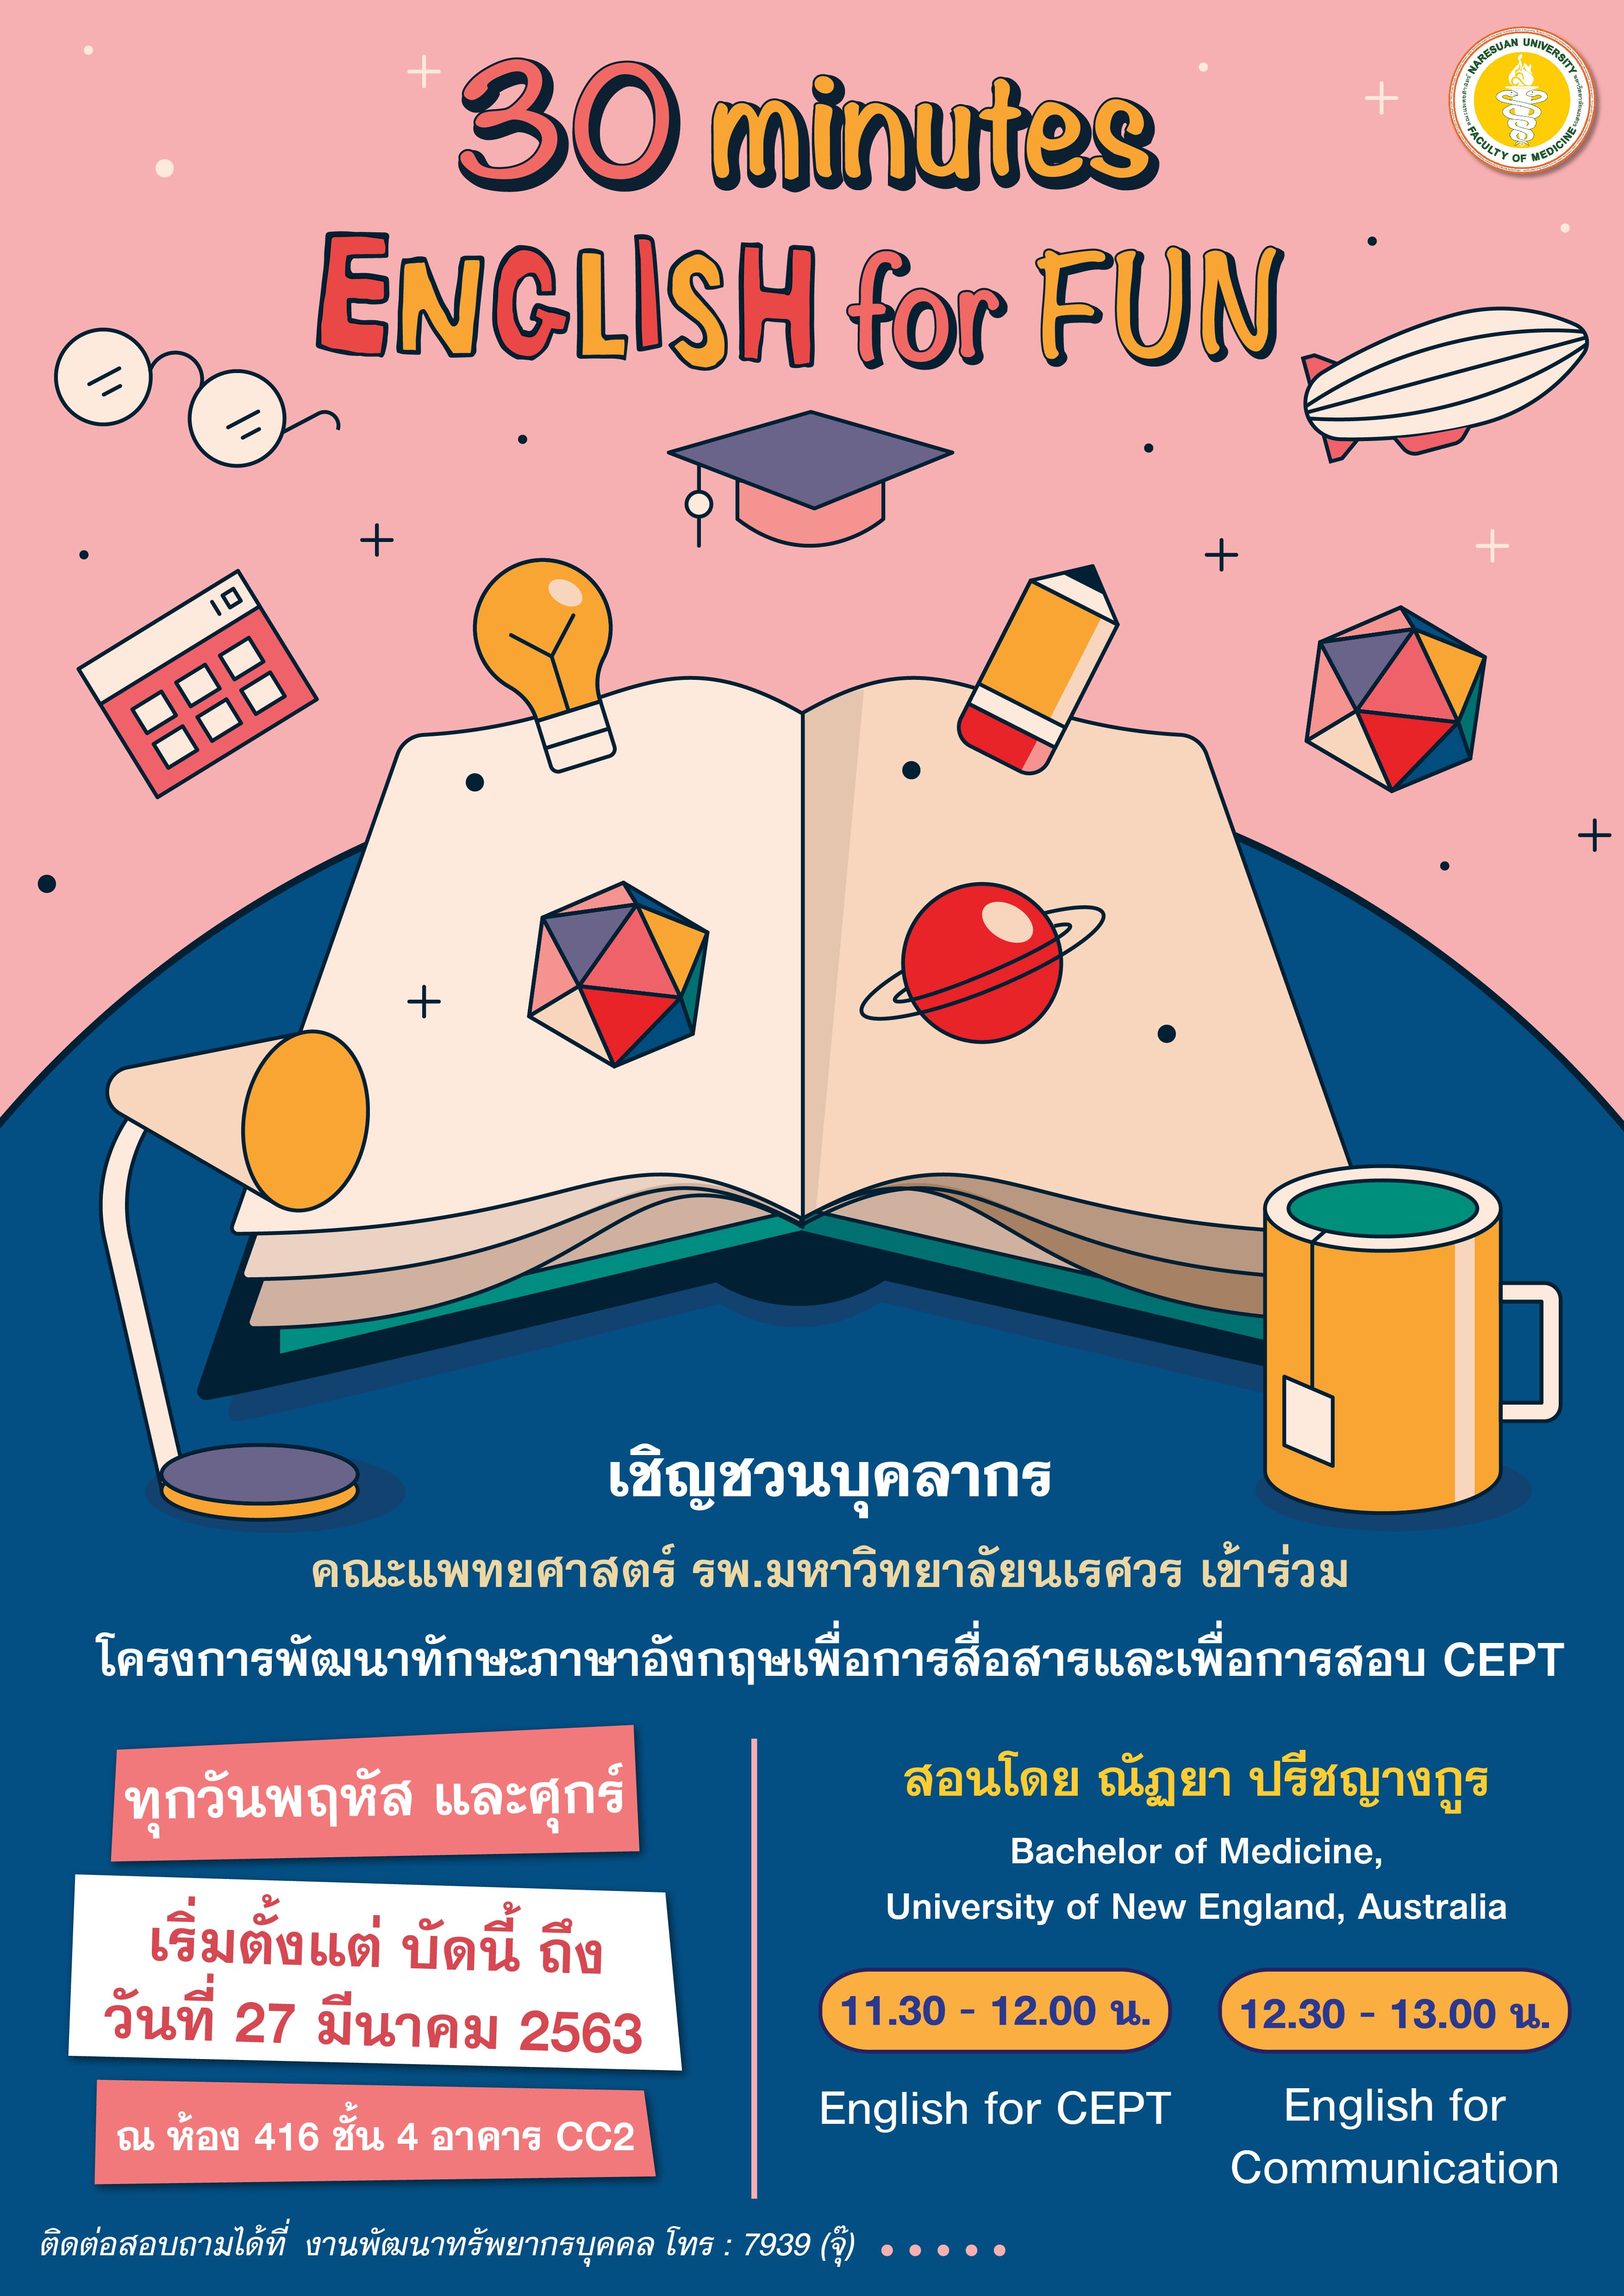 30 minutes
ENGLISH for FUN
NARESUAN UNIVERSITY
FACULTY OF MEDICINE
เชิญชวนบุคลากร
คณะแพทยศาสตร์ รพ.มหาวิทยาลัยนเรศวร เข้าร่วม
โครงการพัฒนาทักษะภาษาอังกฤษเพื่อการสื่อสารและเพื่อการสอบ CEPT
ทุกวันพฤหัส และศุกร์
เริ่มตั้งแต่ บัดนี้ ถึง
วันที่ 27 มีนาคม 2563
ณ ห้อง 416 ชั้น 4 อาคาร CC2
สอนโดย ณัฏยา ปรีชญางกูร
Bachelor of Medicine,
University of New England, Australia
11.30 - 12.00 น.
English for CEPT
12.30 - 13.00 น.
English for
Communication
ติดต่อสอบถามได้ที่ งานพัฒนาทรัพยากรบุคคล โทร : 7939 (จุ๊)